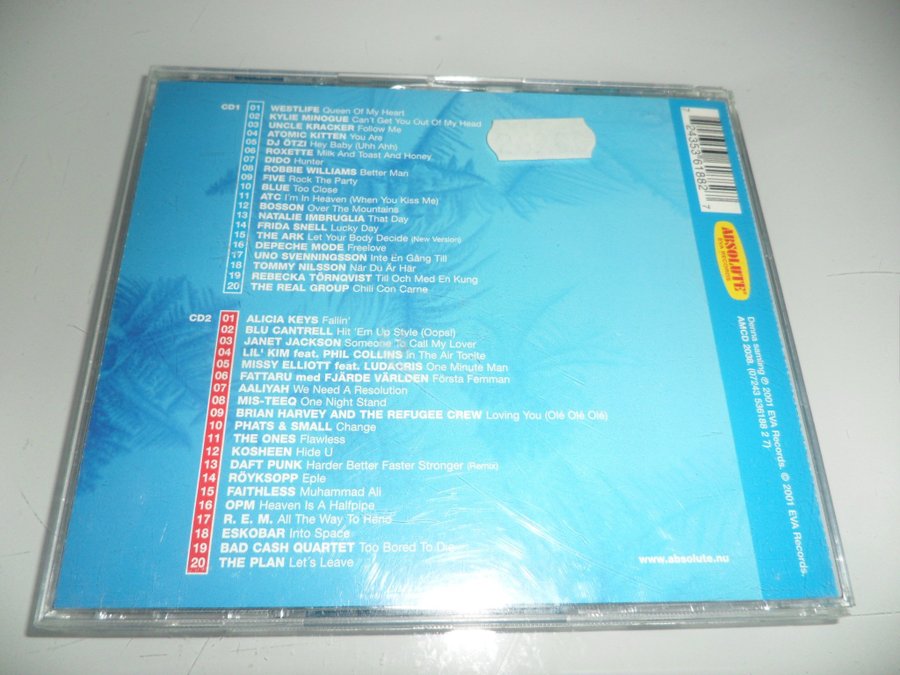 CD1 01 WESTLIFE Queen Of My Heart
02 KYLIE MINOGUE Can't Get You Out Of My Head
03 UNCLE KRACKER Follow Me
04 ATOMIC KITTEN You Are
05 DJ ÖTZI Hey Baby (Uhh Ahh)
06 ROXETTE Milk And Toast And Honey
07 DIDO Hunter
08 ROBBIE WILLIAMS Better Man
09 FIVE Rock The Party
10 BLUE Too Close
11 ATC I'm In Heaven (When You Kiss Me)
12 BOSSON Over The Mountains
13 NATALIE IMBRUGLIA That Day
14 FRIDA SNELL Lucky Day
15 THE ARK Let Your Body Decide (New Version)
16 DEPECHE MODE Freelove
17 UNO SVENNINGSSON Inte En Gång Till
18 TOMMY NILSSON När Du Är Här
19 REBECKA TÖRNQVIST Till Och Med En Kung
20 THE REAL GROUP Chili Con Carne
CD2 01 ALICIA KEYS Fallin'
02 BLU CANTRELL Hit 'Em Up Style (Oops!)
03 JANET JACKSON Someone To Call My Lover
04 LIL' KIM feat. PHIL COLLINS In The Air Tonite
05 MISSY ELLIOTT feat. LUDACRIS One Minute Man
06 FATTARU med FJÄRDE VÄRLDEN Första Femman
07 AALIYAH We Need A Resolution
08 MIS-TEEQ One Night Stand
09 BRIAN HARVEY AND THE REFUGEE CREW Loving You (Olé Olé Olé)
10 PHATS & SMALL Change
11 THE ONES Flawless
12 KOSHEEN Hide U
13 DAFT PUNK Harder Better Faster Stronger (Remix)
14 RÖYKSOPP Eple
15 FAITHLESS Muhammad Ali
16 OPM Heaven Is A Halfpipe
17 R. E. M. All The Way To Reno
18 ESKOBAR Into Space
19 BAD CASH QUARTET Too Bored To Die
20 THE PLAN Let's Leave
www.absolute.nu
7 24353 61882 7
ABSOLUTE
EVA RECORDS
Denna samling ℗ 2001 EVA Records. © 2001 EVA Records.
AMCD 2038. (07243 536188 2 7)